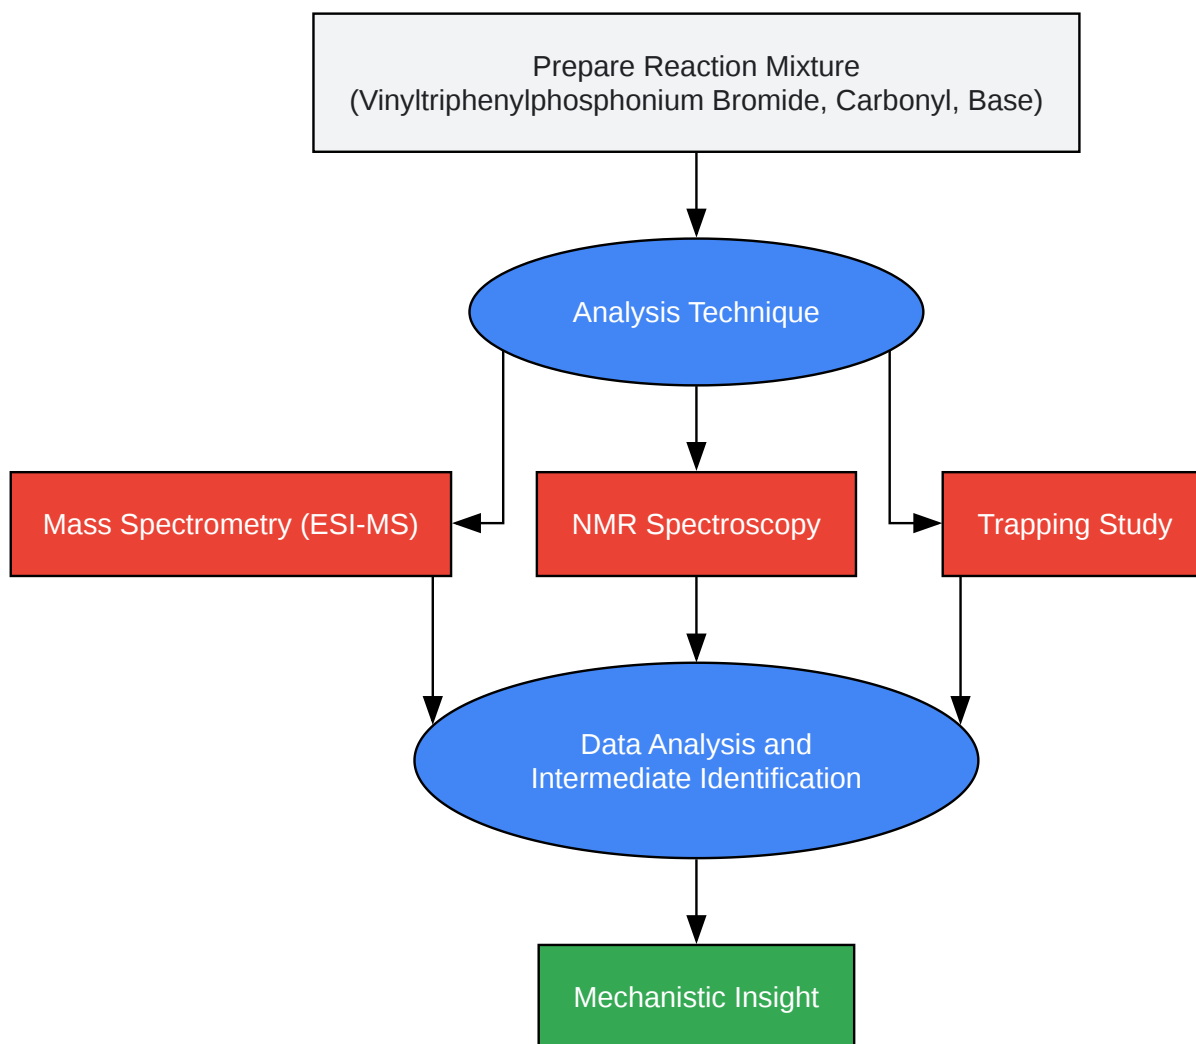 Prepare Reaction Mixture
(Vinyltriphenylphosphonium Bromide, Carbonyl, Base)
Analysis Technique
Mass Spectrometry (ESI-MS)
NMR Spectroscopy
Trapping Study
Data Analysis and
Intermediate Identification
Mechanistic Insight